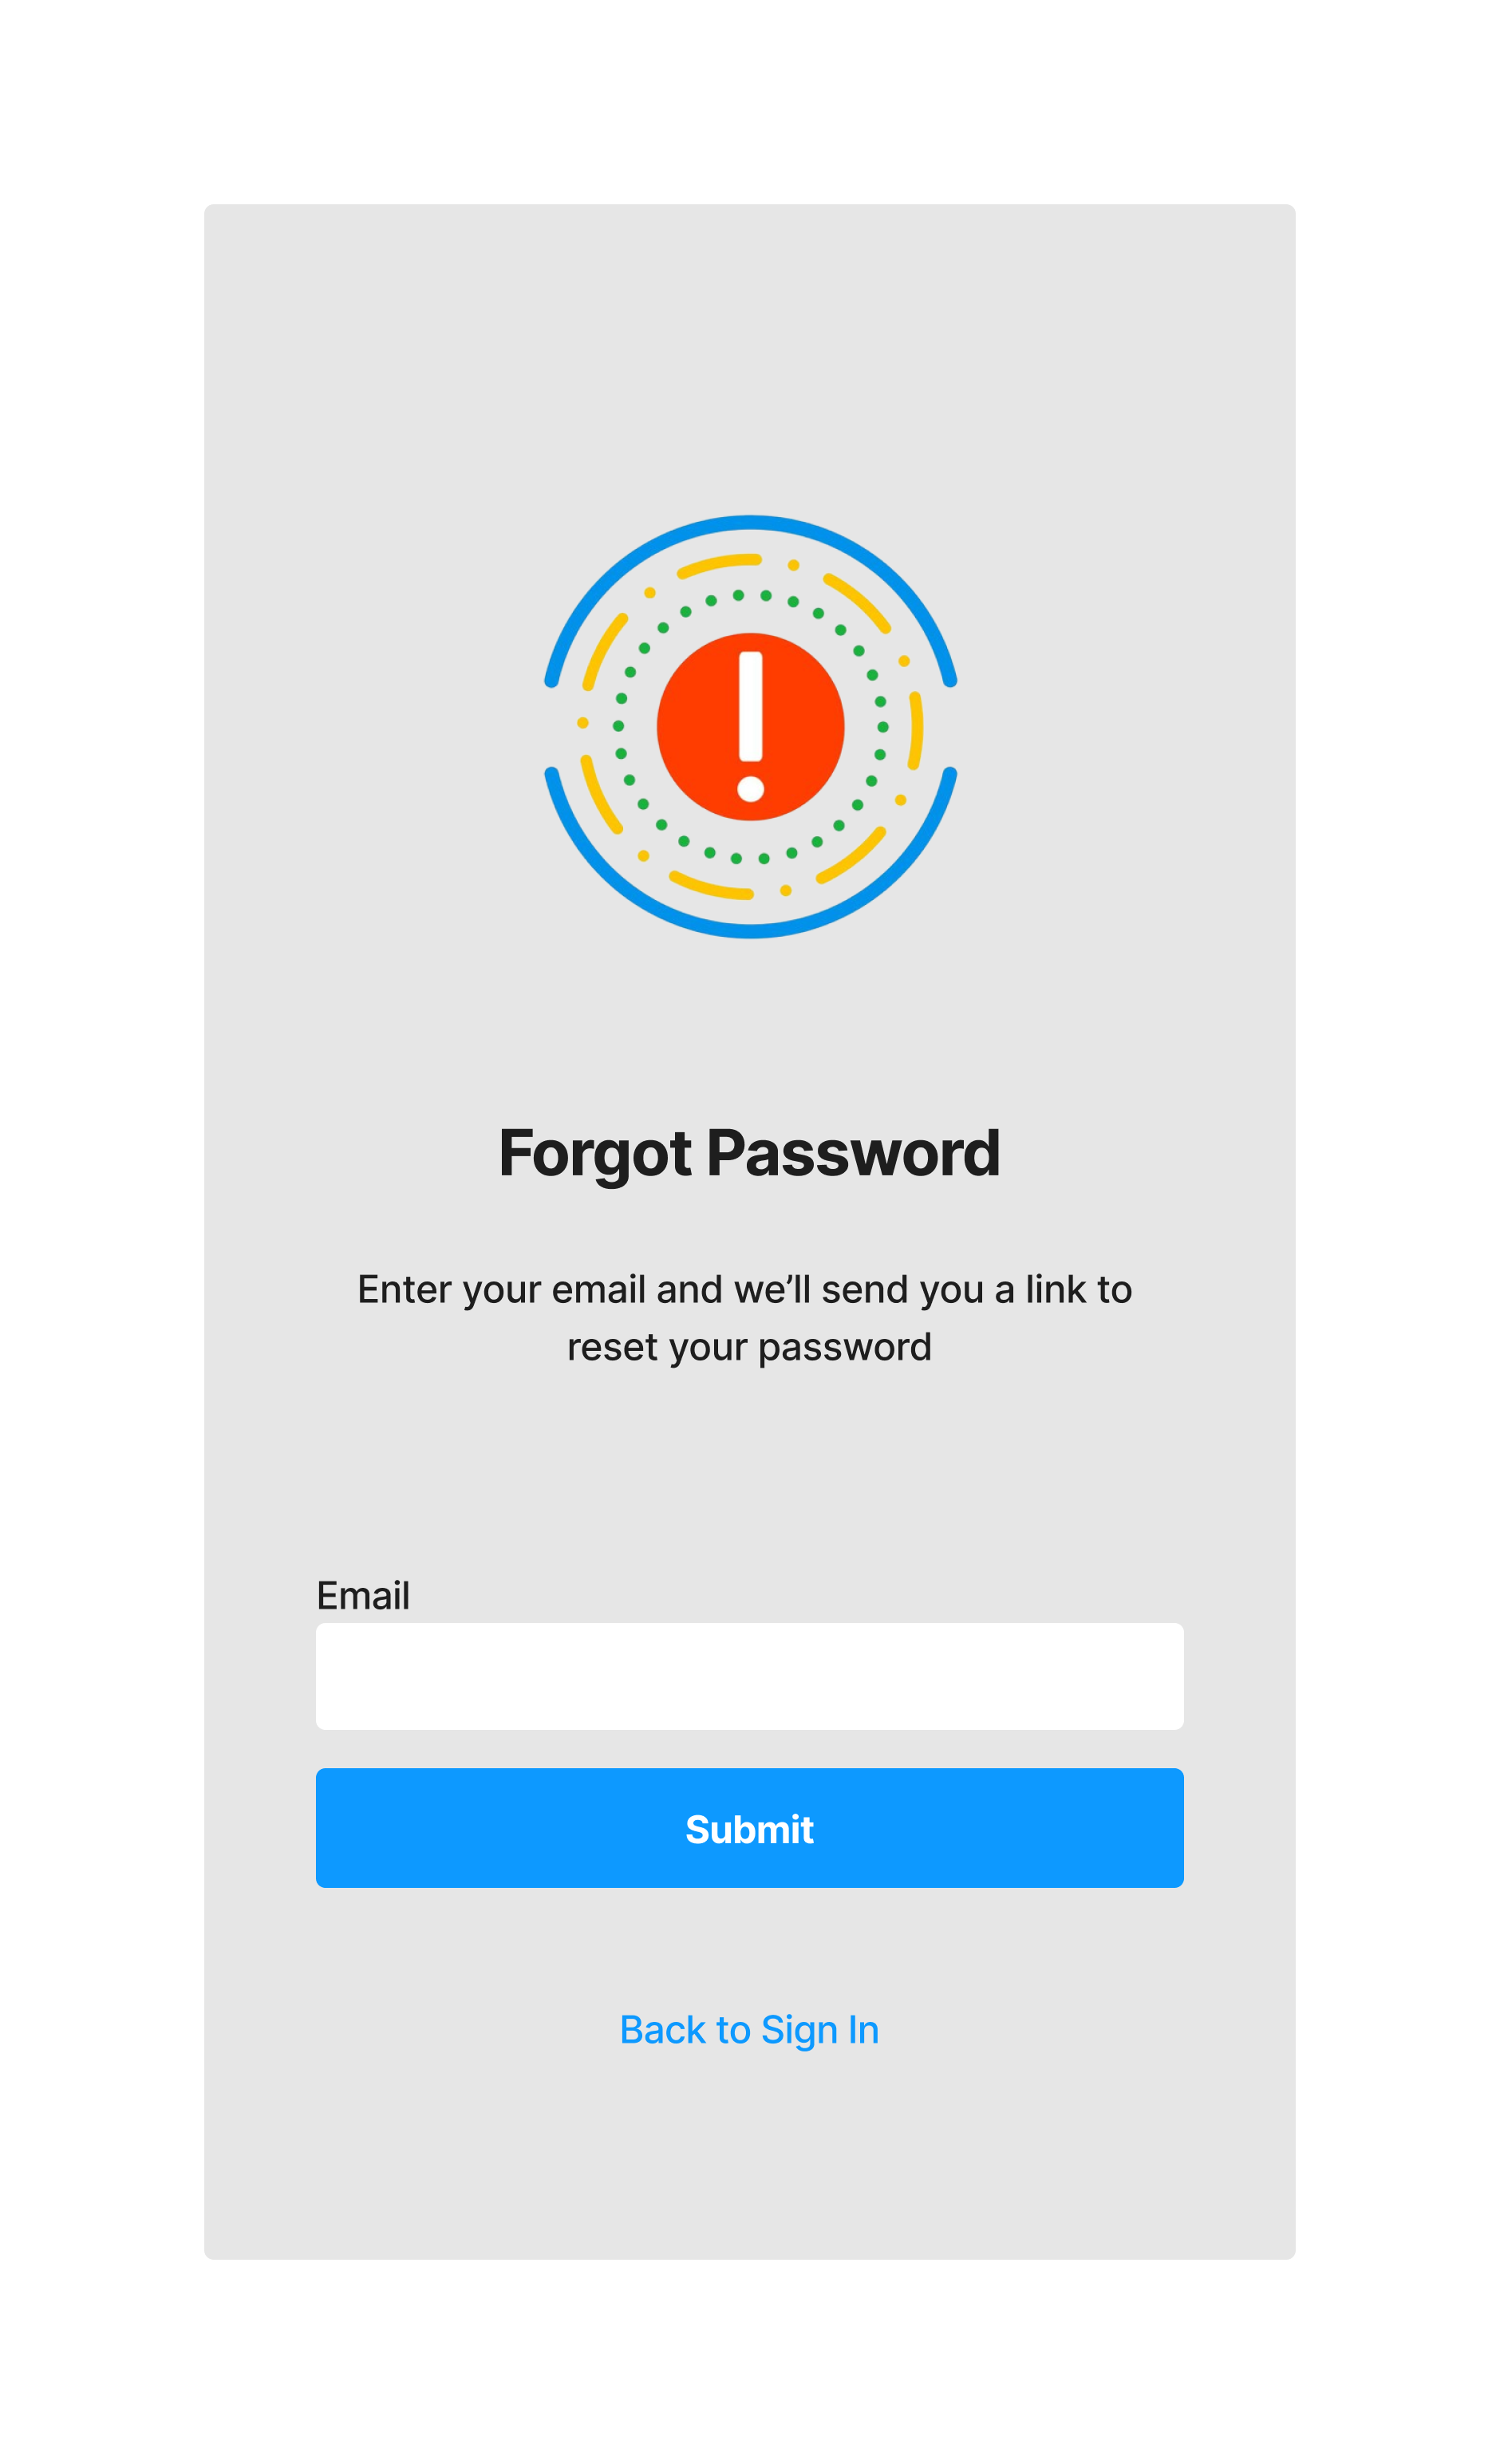 Forgot Password
Enter your email and we’ll send you a link to
reset your password
Email
Submit
Back to Sign In